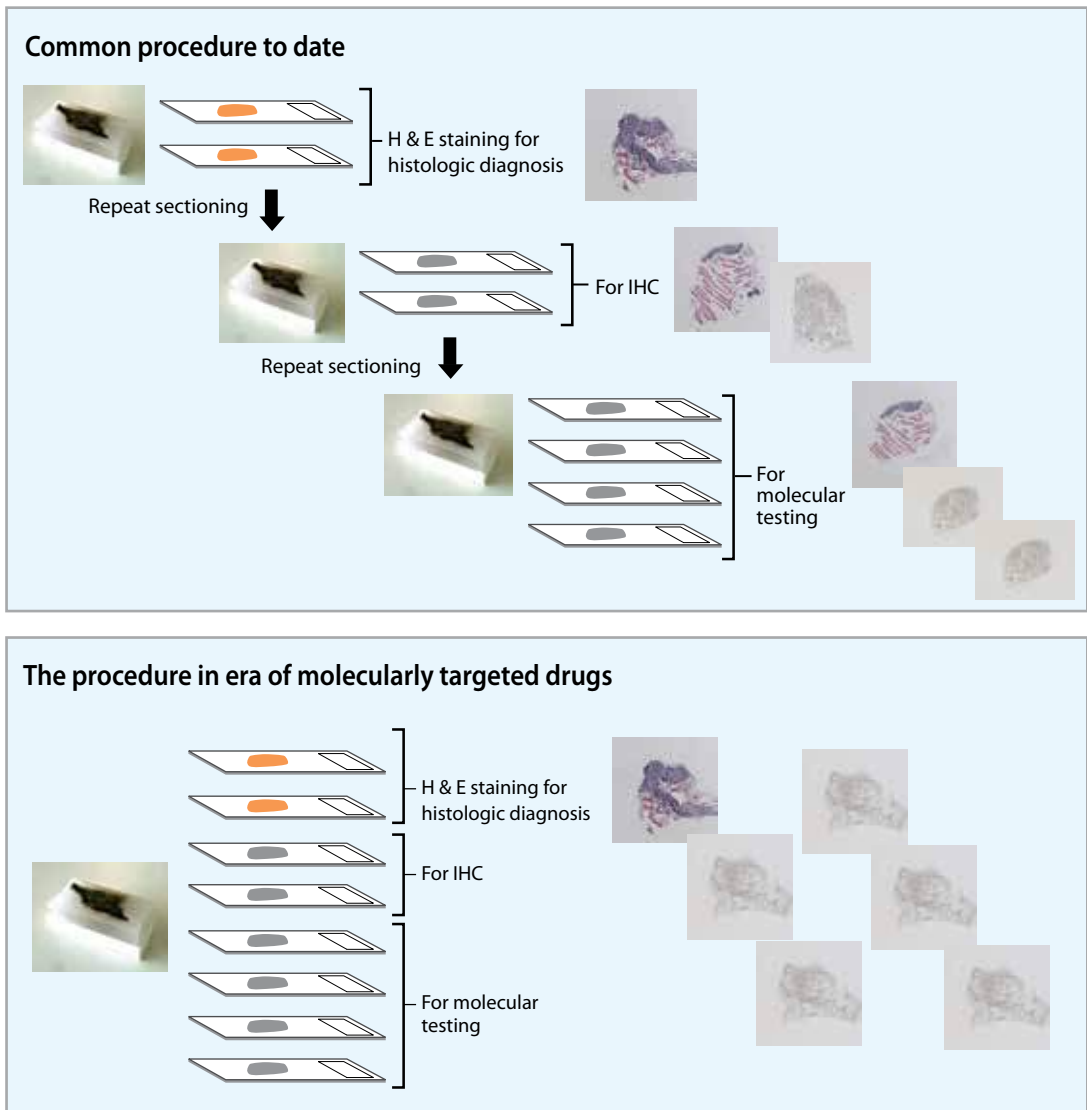 Common procedure to date
H & E staining for
histologic diagnosis
Repeat sectioning
For IHC
Repeat sectioning
For
molecular
testing
The procedure in era of molecularly targeted drugs
H & E staining for
histologic diagnosis
For IHC
For molecular
testing